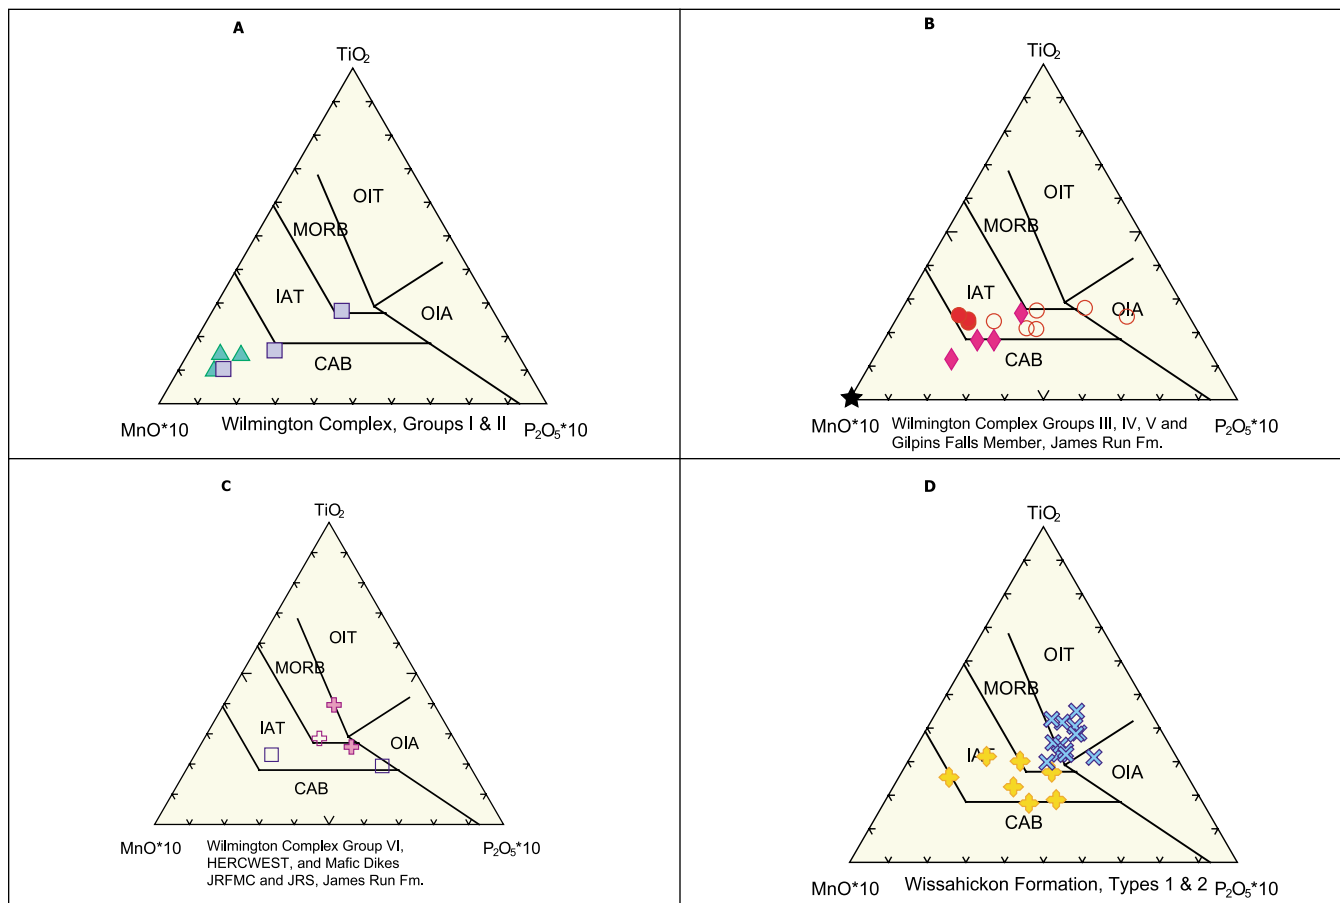 A
TiO₂
OIT
MORB
IAT
OIA
CAB
MnO*10
Wilmington Complex, Groups I & II
P₂O₅*10
B
TiO₂
OIT
MORB
IAT
OIA
CAB
MnO*10
Wilmington Complex Groups III, IV, V and
Gilpins Falls Member, James Run Fm.
P₂O₅*10
C
TiO₂
OIT
MORB
IAT
OIA
CAB
MnO*10
Wilmington Complex Group VI,
HERCWEST, and Mafic Dikes
JRFMC and JRS, James Run Fm.
P₂O₅*10
D
TiO₂
OIT
MORB
IAT
OIA
CAB
MnO*10
Wissahickon Formation, Types 1 & 2
P₂O₅*10